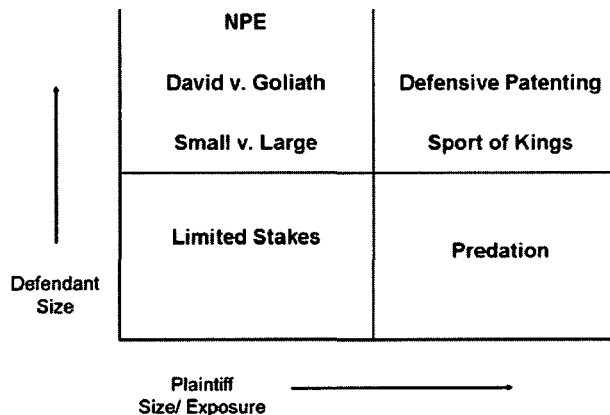 NPE
David v. Goliath
Defensive Patenting
Small v. Large
Sport of Kings
Limited Stakes
Predation
Defendant
Size
Plaintiff
Size/ Exposure